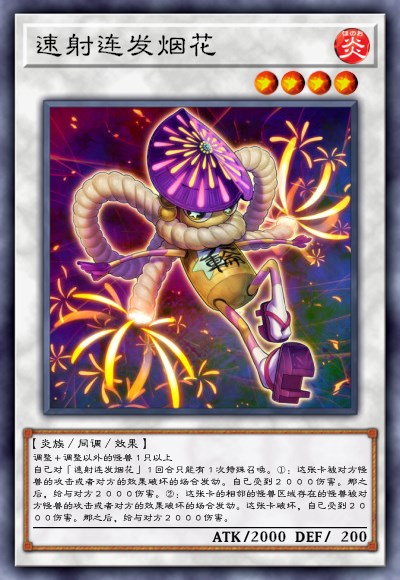 速射连发烟花
ほのお
炎
【炎族／同调／效果】
调整＋调整以外的怪兽1只以上
自己对「速射连发烟花」1回合只能有1次特殊召唤。①：这张卡被对方怪
兽的攻击或者对方的效果破坏的场合发动。自己受到2000伤害。那之
后，给与对方2000伤害。②：这张卡的相邻的怪兽区域存在的怪兽被对
方怪兽的攻击或者对方的效果破坏的场合发动。这张卡破坏，自己受到2
000伤害。那之后，给与对方2000伤害。
ATK/2000 DEF/ 200